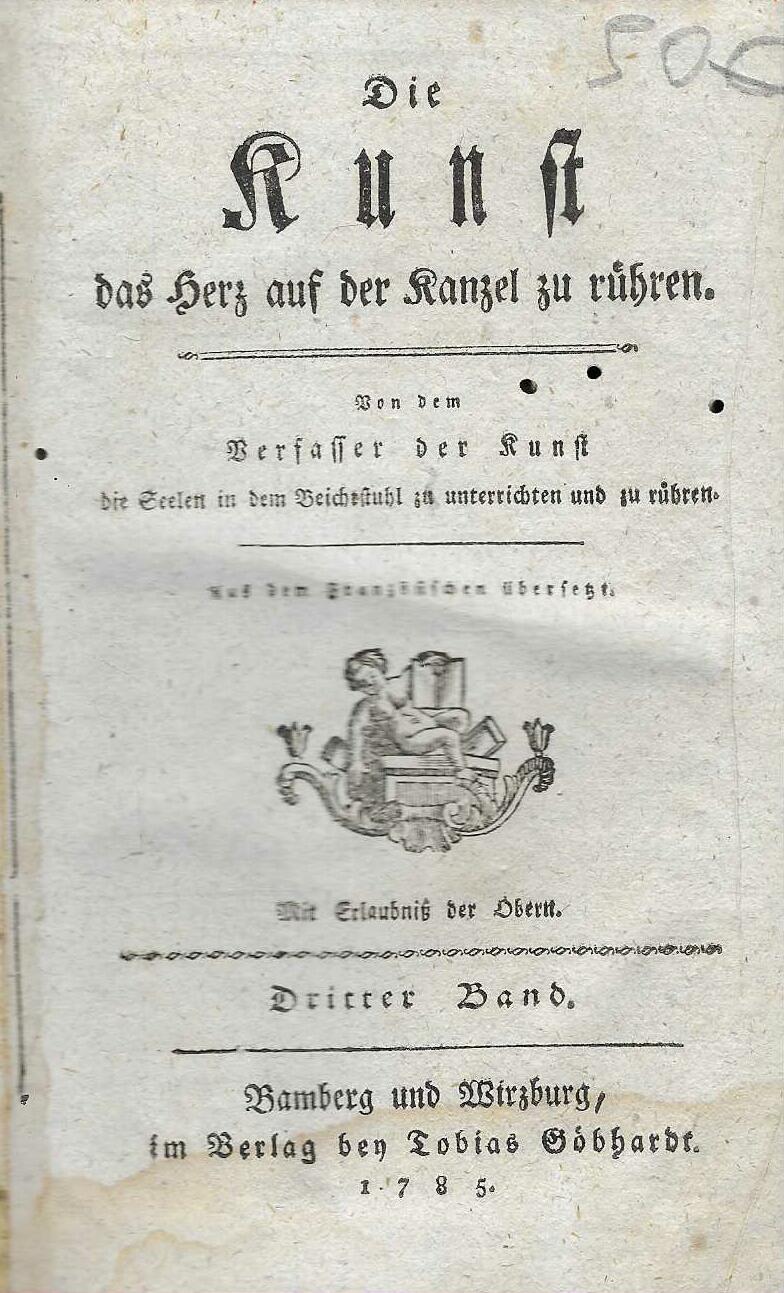 50
Die
Kunst
das Herz auf der Kanzel zu rühren.
Von dem
Verfasser der Kunst
die Seelen in dem Beichtstuhl zu unterrichten und zu rühren.
Aus dem Französischen übersetzt.
Mit Erlaubniß der Obern.
Dritter Band.
Bamberg und Wirzburg,
im Verlag bey Tobias Göbhardt.
1785.